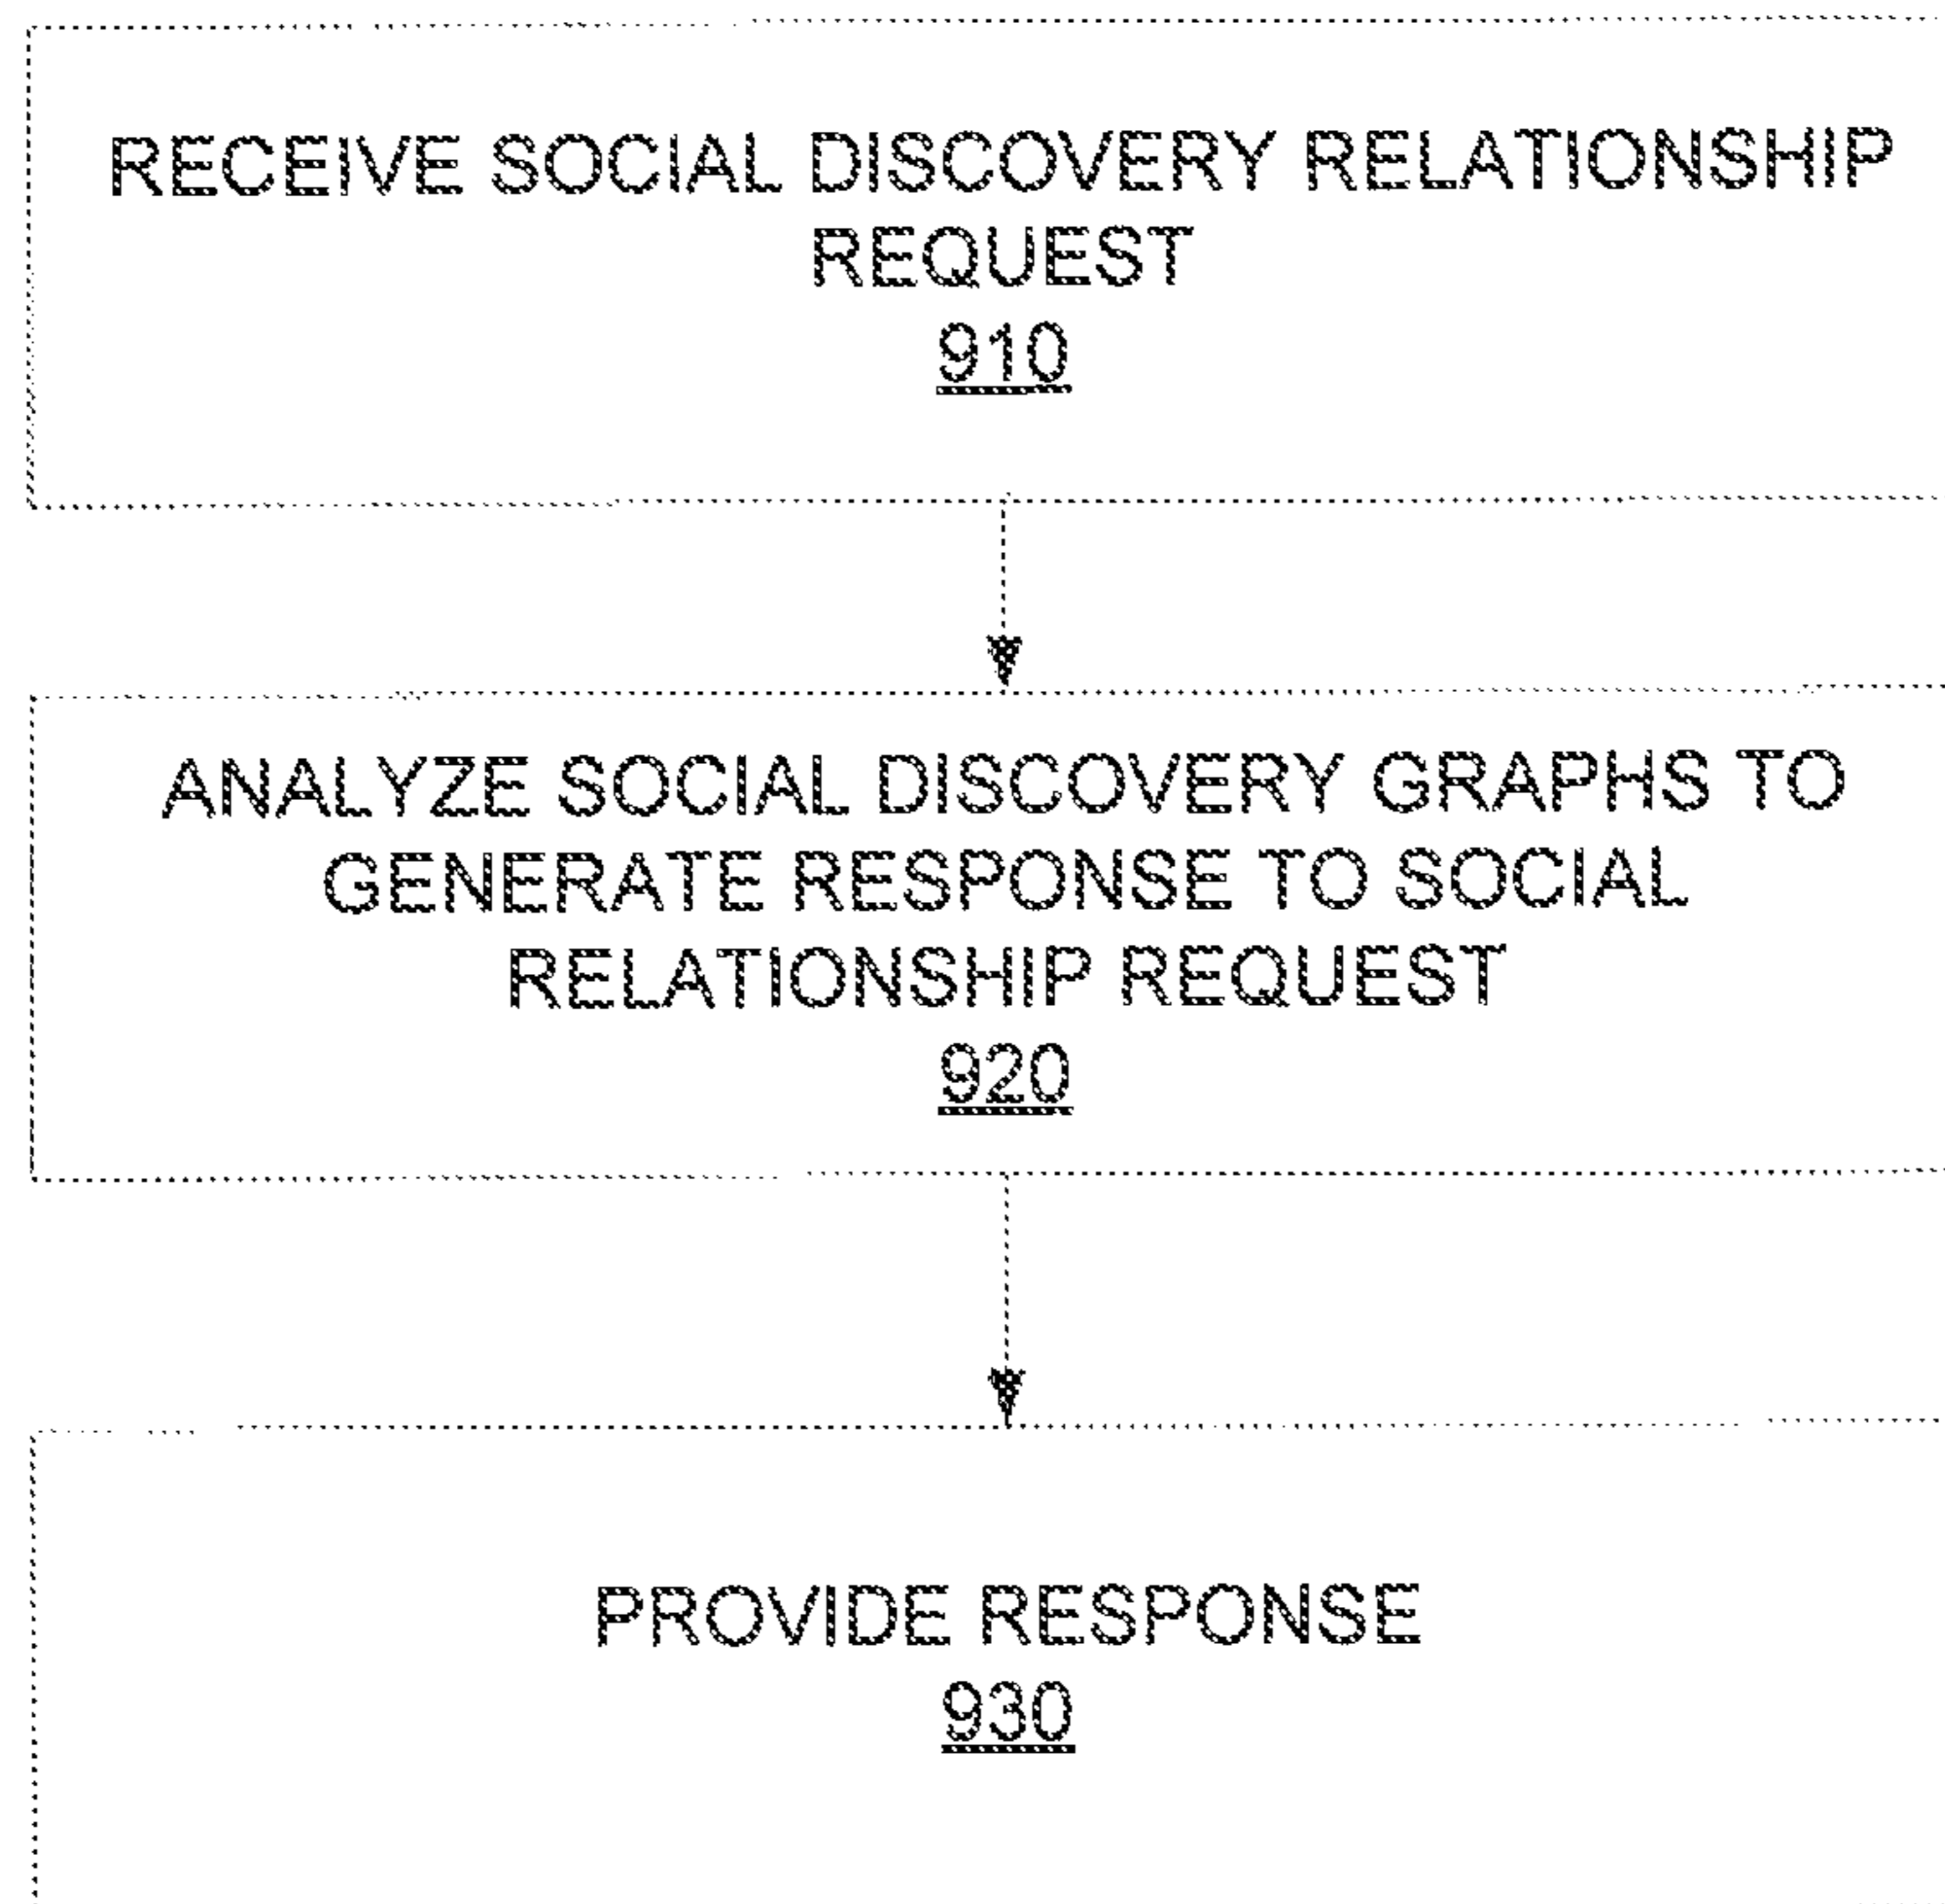 RECEIVE SOCIAL DISCOVERY RELATIONSHIP
REQUEST
910
ANALYZE SOCIAL DISCOVERY GRAPHS TO
GENERATE RESPONSE TO SOCIAL
RELATIONSHIP REQUEST
920
PROVIDE RESPONSE
930